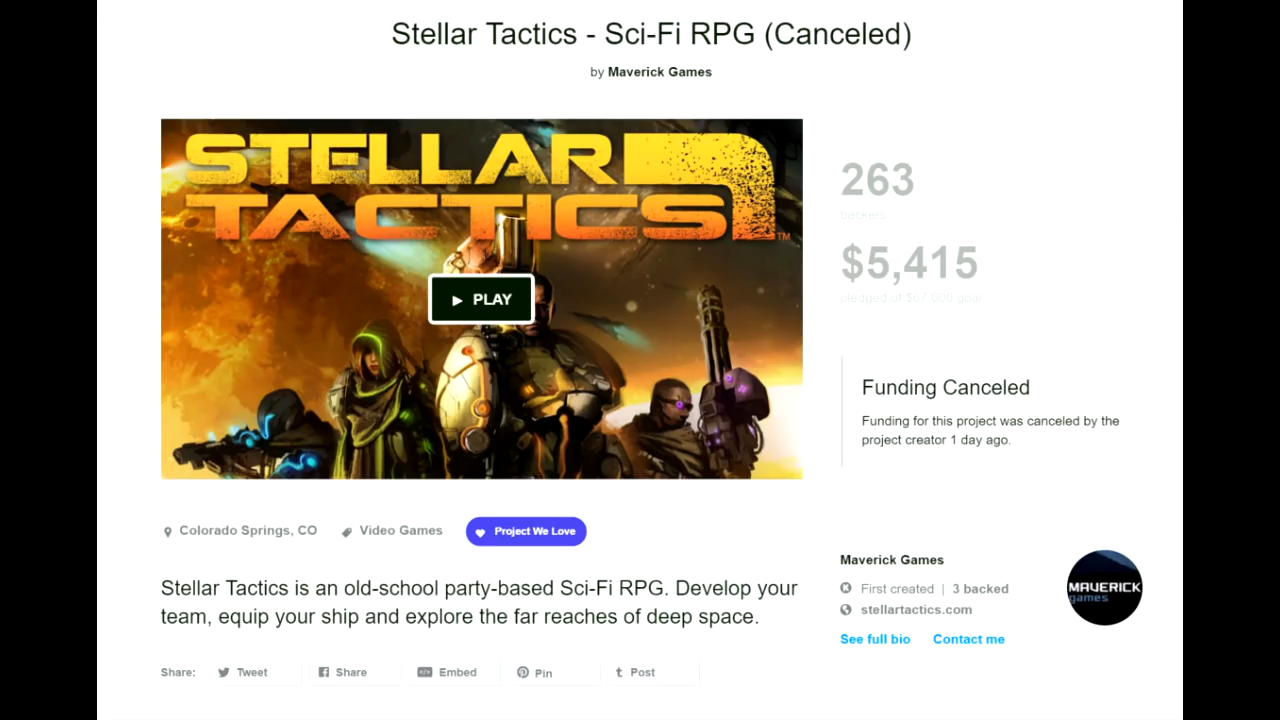 Stellar Tactics - Sci-Fi RPG (Canceled)
by Maverick Games
STELLAR
TACTICS
TM
PLAY
263
backers
$5,415
pledged of $67,000 goal
Funding Canceled
Funding for this project was canceled by the
project creator 1 day ago.
Colorado Springs, CO
Video Games
Project We Love
Stellar Tactics is an old-school party-based Sci-Fi RPG. Develop your
team, equip your ship and explore the far reaches of deep space.
Share:
Tweet
Share
Embed
Pin
Post
Maverick Games
First created | 3 backed
stellartactics.com
See full bio
Contact me
MAVERICK
games